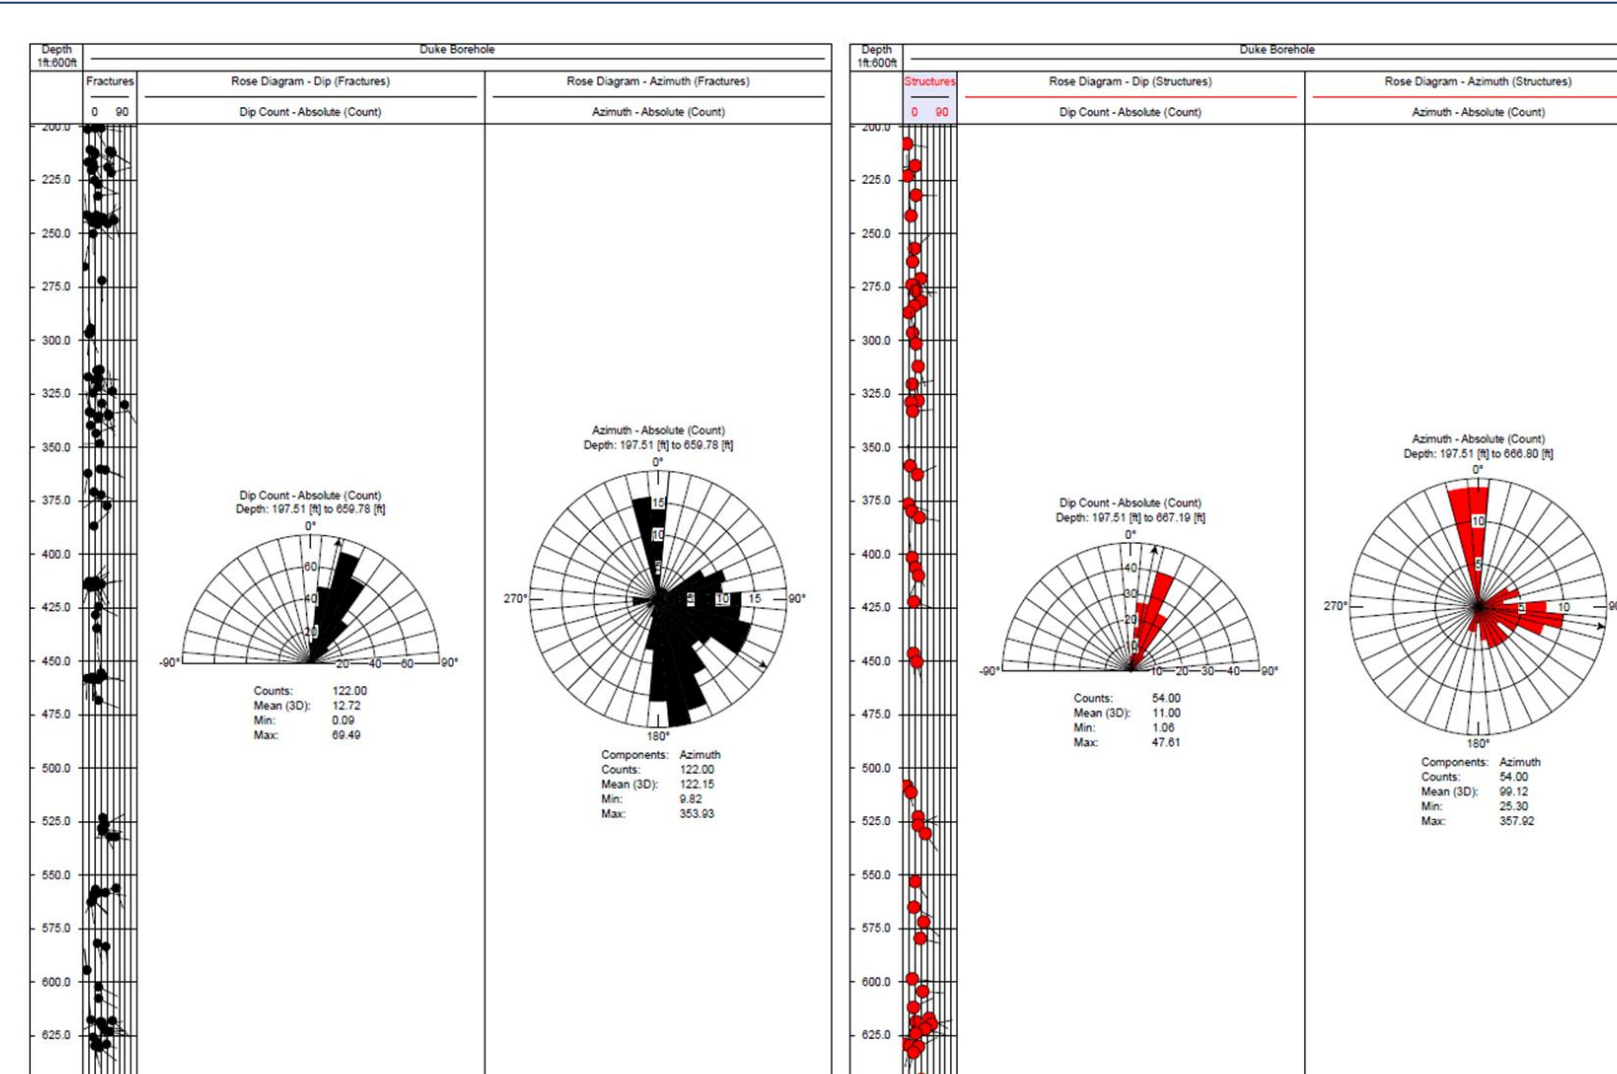 Depth
1ft:600ft
Duke Borehole
Fractures
0 90
Rose Diagram - Dip (Fractures)
Dip Count - Absolute (Count)
Rose Diagram - Azimuth (Fractures)
Azimuth - Absolute (Count)
200.0
225.0
250.0
275.0
300.0
325.0
350.0
375.0
400.0
425.0
450.0
475.0
500.0
525.0
550.0
575.0
600.0
625.0
Dip Count - Absolute (Count)
Depth: 197.51 [ft] to 659.78 [ft]
0°
60
40
20
-90°
20 40 60 90°
Counts: 122.00
Mean (3D): 12.72
Min: 0.09
Max: 69.49
Azimuth - Absolute (Count)
Depth: 197.51 [ft] to 659.78 [ft]
0°
15
10
5
270°
5 10 15 90°
180°
Components: Azimuth
Counts: 122.00
Mean (3D): 122.15
Min: 9.82
Max: 353.93
Depth
1ft:600ft
Duke Borehole
Structures
0 90
Rose Diagram - Dip (Structures)
Dip Count - Absolute (Count)
Rose Diagram - Azimuth (Structures)
Azimuth - Absolute (Count)
200.0
225.0
250.0
275.0
300.0
325.0
350.0
375.0
400.0
425.0
450.0
475.0
500.0
525.0
550.0
575.0
600.0
625.0
Dip Count - Absolute (Count)
Depth: 197.51 [ft] to 667.19 [ft]
0°
40
30
20
-90°
10 20 30 40 90°
Counts: 54.00
Mean (3D): 11.00
Min: 1.06
Max: 47.61
Azimuth - Absolute (Count)
Depth: 197.51 [ft] to 666.80 [ft]
0°
10
5
270°
5 10
180°
Components: Azimuth
Counts: 54.00
Mean (3D): 99.12
Min: 25.30
Max: 357.92